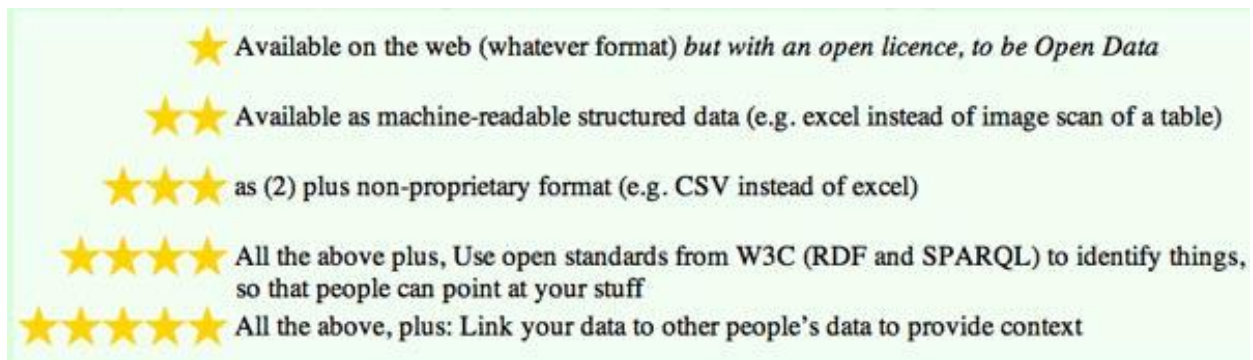 Available on the web (whatever format) but with an open licence, to be Open Data
Available as machine-readable structured data (e.g. excel instead of image scan of a table)
as (2) plus non-proprietary format (e.g. CSV instead of excel)
All the above plus, Use open standards from W3C (RDF and SPARQL) to identify things,
so that people can point at your stuff
All the above, plus: Link your data to other people’s data to provide context